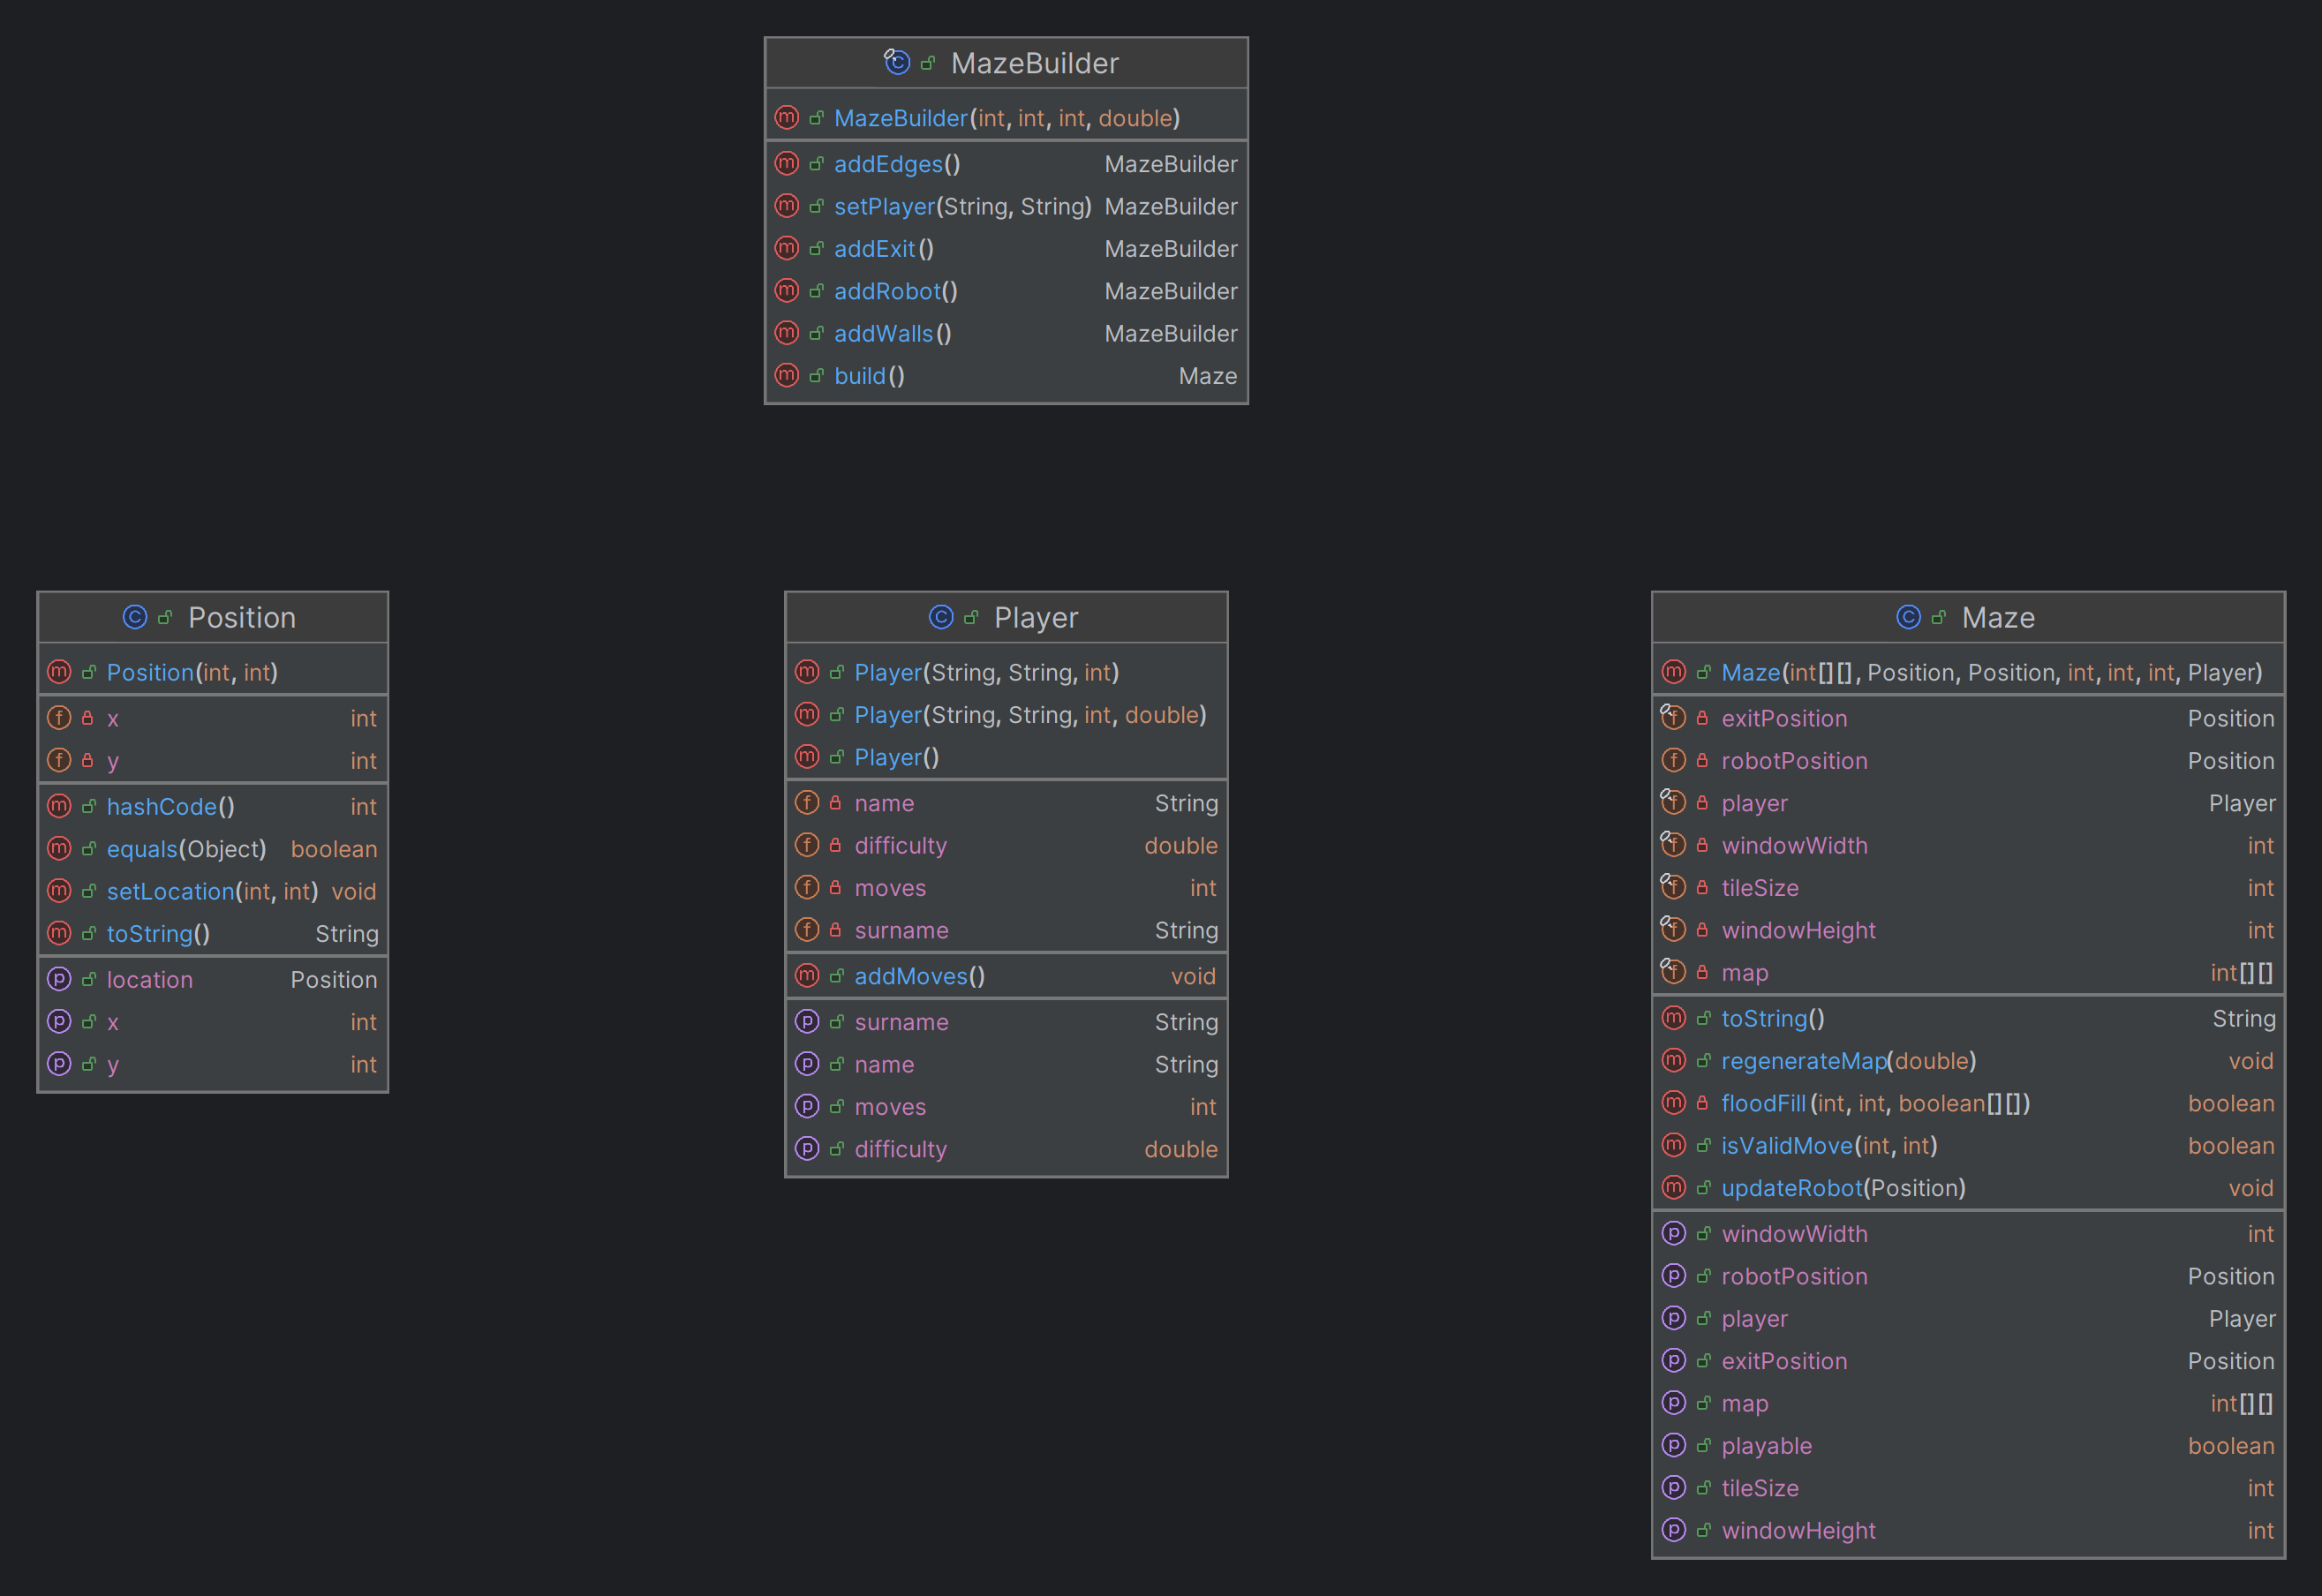 MazeBuilder
MazeBuilder(int, int, int, double)
addEdges() MazeBuilder
setPlayer(String, String) MazeBuilder
addExit() MazeBuilder
addRobot() MazeBuilder
addWalls() MazeBuilder
build() Maze
Position
Position(int, int)
x int
y int
hashCode() int
equals(Object) boolean
setLocation(int, int) void
toString() String
location Position
x int
y int
Player
Player(String, String, int)
Player(String, String, int, double)
Player()
name String
difficulty double
moves int
surname String
addMoves() void
surname String
name String
moves int
difficulty double
Maze
Maze(int[][], Position, Position, int, int, int, Player)
exitPosition Position
robotPosition Position
player Player
windowWidth int
tileSize int
windowHeight int
map int[][]
toString() String
regenerateMap(double) void
floodFill(int, int, boolean[][]) boolean
isValidMove(int, int) boolean
updateRobot(Position) void
windowWidth int
robotPosition Position
player Player
exitPosition Position
map int[][]
playable boolean
tileSize int
windowHeight int